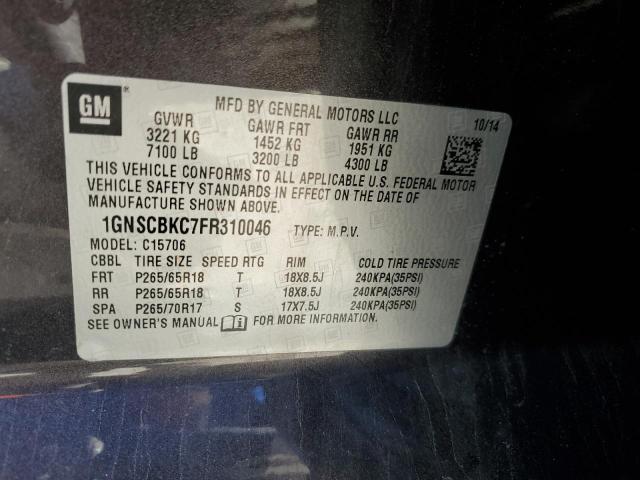 GM ®
MFD BY GENERAL MOTORS LLC 10/14
GVWR GAWR FRT GAWR RR
3221 KG 1452 KG 1951 KG
7100 LB 3200 LB 4300 LB
THIS VEHICLE CONFORMS TO ALL APPLICABLE U.S. FEDERAL MOTOR
VEHICLE SAFETY STANDARDS IN EFFECT ON THE DATE OF
MANUFACTURE SHOWN ABOVE.
1GNSCBKC7FR310046 TYPE: M.P.V.
MODEL: C15706
CBBL TIRE SIZE SPEED RTG RIM COLD TIRE PRESSURE
FRT P265/65R18 T 18X8.5J 240KPA(35PSI)
RR P265/65R18 T 18X8.5J 240KPA(35PSI)
SPA P265/70R17 S 17X7.5J 240KPA(35PSI)
SEE OWNER'S MANUAL FOR MORE INFORMATION.